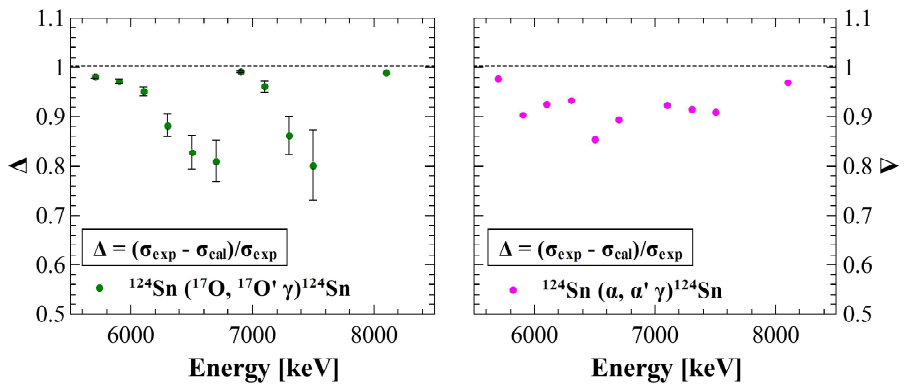 1.1
1
0.9
0.8
0.7
0.6
0.5
Δ
Δ = (σexp - σcal)/σexp
¹²⁴Sn (¹⁷O, ¹⁷O' γ)¹²⁴Sn
6000 7000 8000
Energy [keV]
Δ = (σexp - σcal)/σexp
¹²⁴Sn (α, α' γ)¹²⁴Sn
6000 7000 8000
Energy [keV]
1.1
1
0.9
0.8
0.7
0.6
0.5
Δ